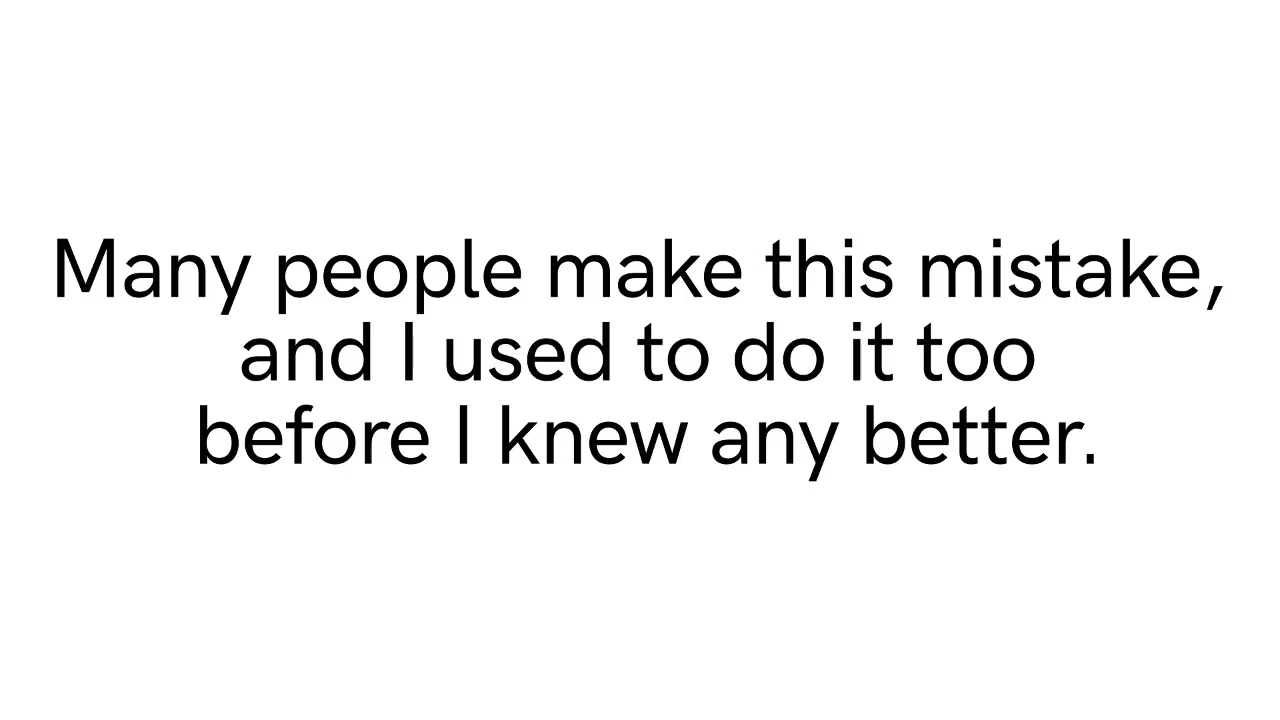 Many people make this mistake,
and I used to do it too
before I knew any better.